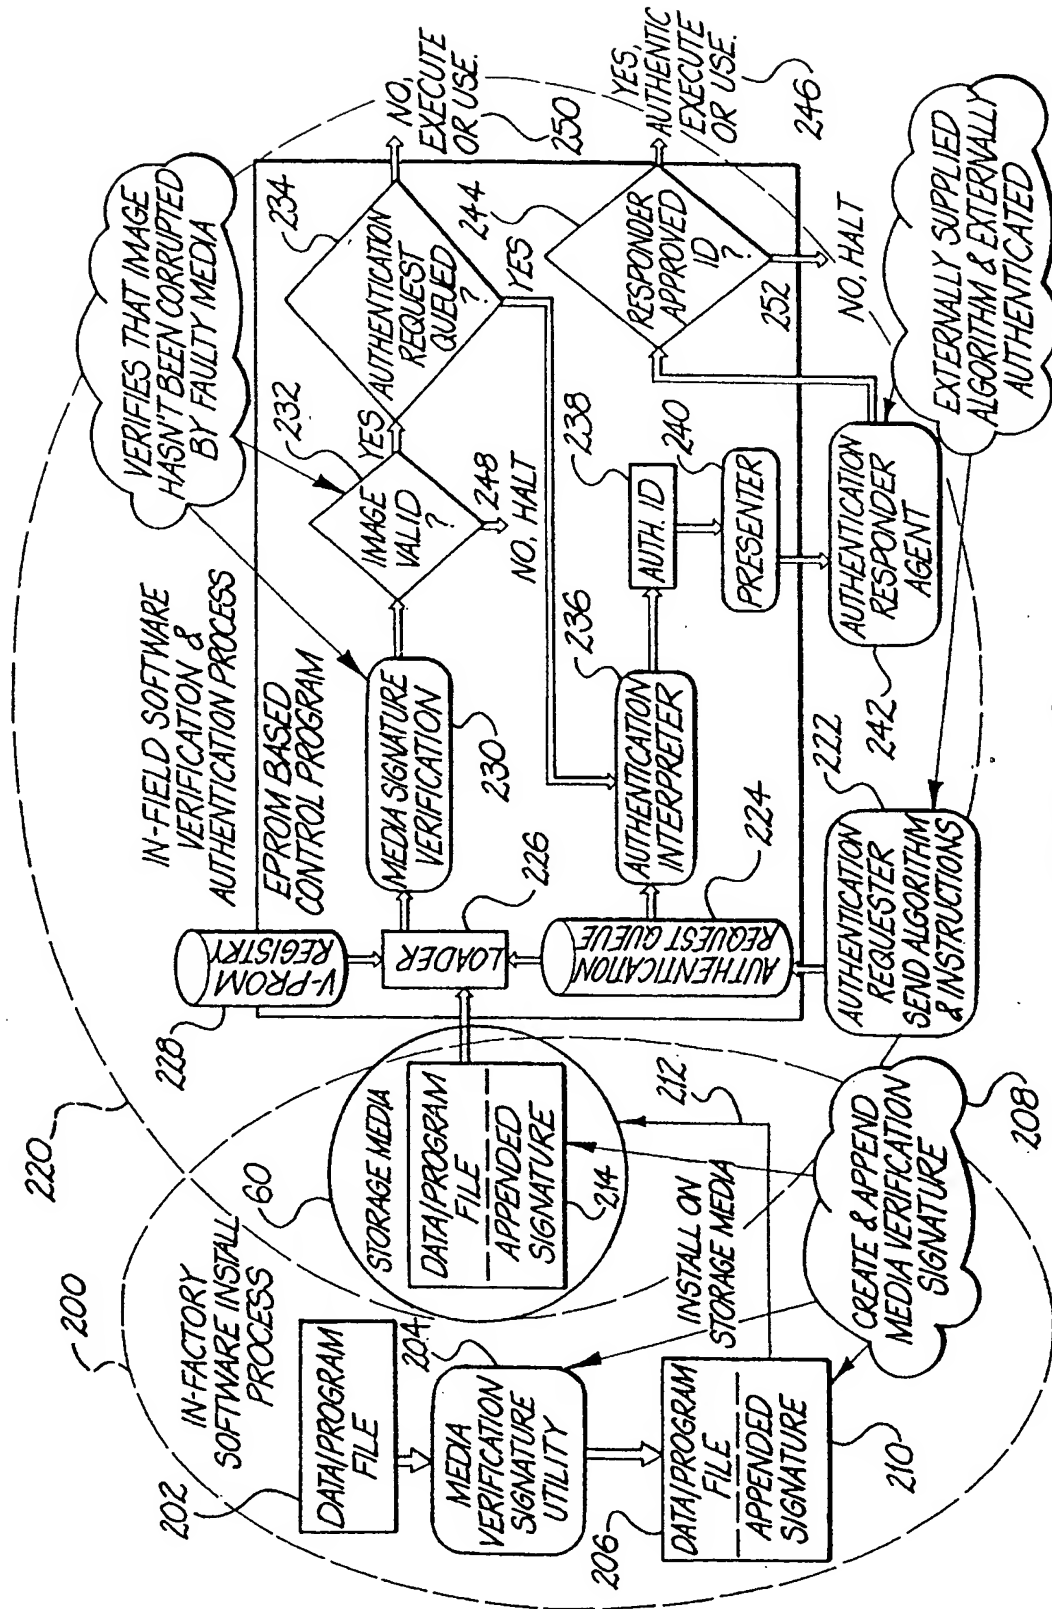 200
IN-FACTORY
SOFTWARE INSTALL
PROCESS
202
DATA/PROGRAM
FILE
204
MEDIA
VERIFICATION
SIGNATURE
UTILITY
206
DATA/PROGRAM
FILE
APPENDED
SIGNATURE
210
INSTALL ON
STORAGE MEDIA
212
CREATE & APPEND
MEDIA VERIFICATION
SIGNATURE
208
220
60
STORAGE MEDIA
DATA/PROGRAM
FILE
APPENDED
SIGNATURE
214
IN-FIELD SOFTWARE
VERIFICATION &
AUTHENTICATION PROCESS
228
V-PROM
REGISTRY
EPROM BASED
CONTROL PROGRAM
LOADER
226
AUTHENTICATION
REQUEST QUEUE
224
AUTHENTICATION
REQUESTER
SEND ALGORITHM
& INSTRUCTIONS
222
MEDIA SIGNATURE
VERIFICATION
230
VERIFIES THAT IMAGE
HASN'T BEEN CORRUPTED
BY FAULTY MEDIA
232
IMAGE
VALID
?
YES
248
NO, HALT
234
AUTHENTICATION
REQUEST
QUEUED
?
YES
NO,
EXECUTE
OR USE.
250
AUTHENTICATION
INTERPRETER
236
AUTH. ID
238
PRESENTER
240
AUTHENTICATION
RESPONDER
AGENT
242
244
RESPONDER
APPROVED
ID
?
YES,
AUTHENTIC
(EXECUTE
OR USE.
246
252
NO, HALT
EXTERNALLY SUPPLIED
ALGORITHM & EXTERNALLY
AUTHENTICATED